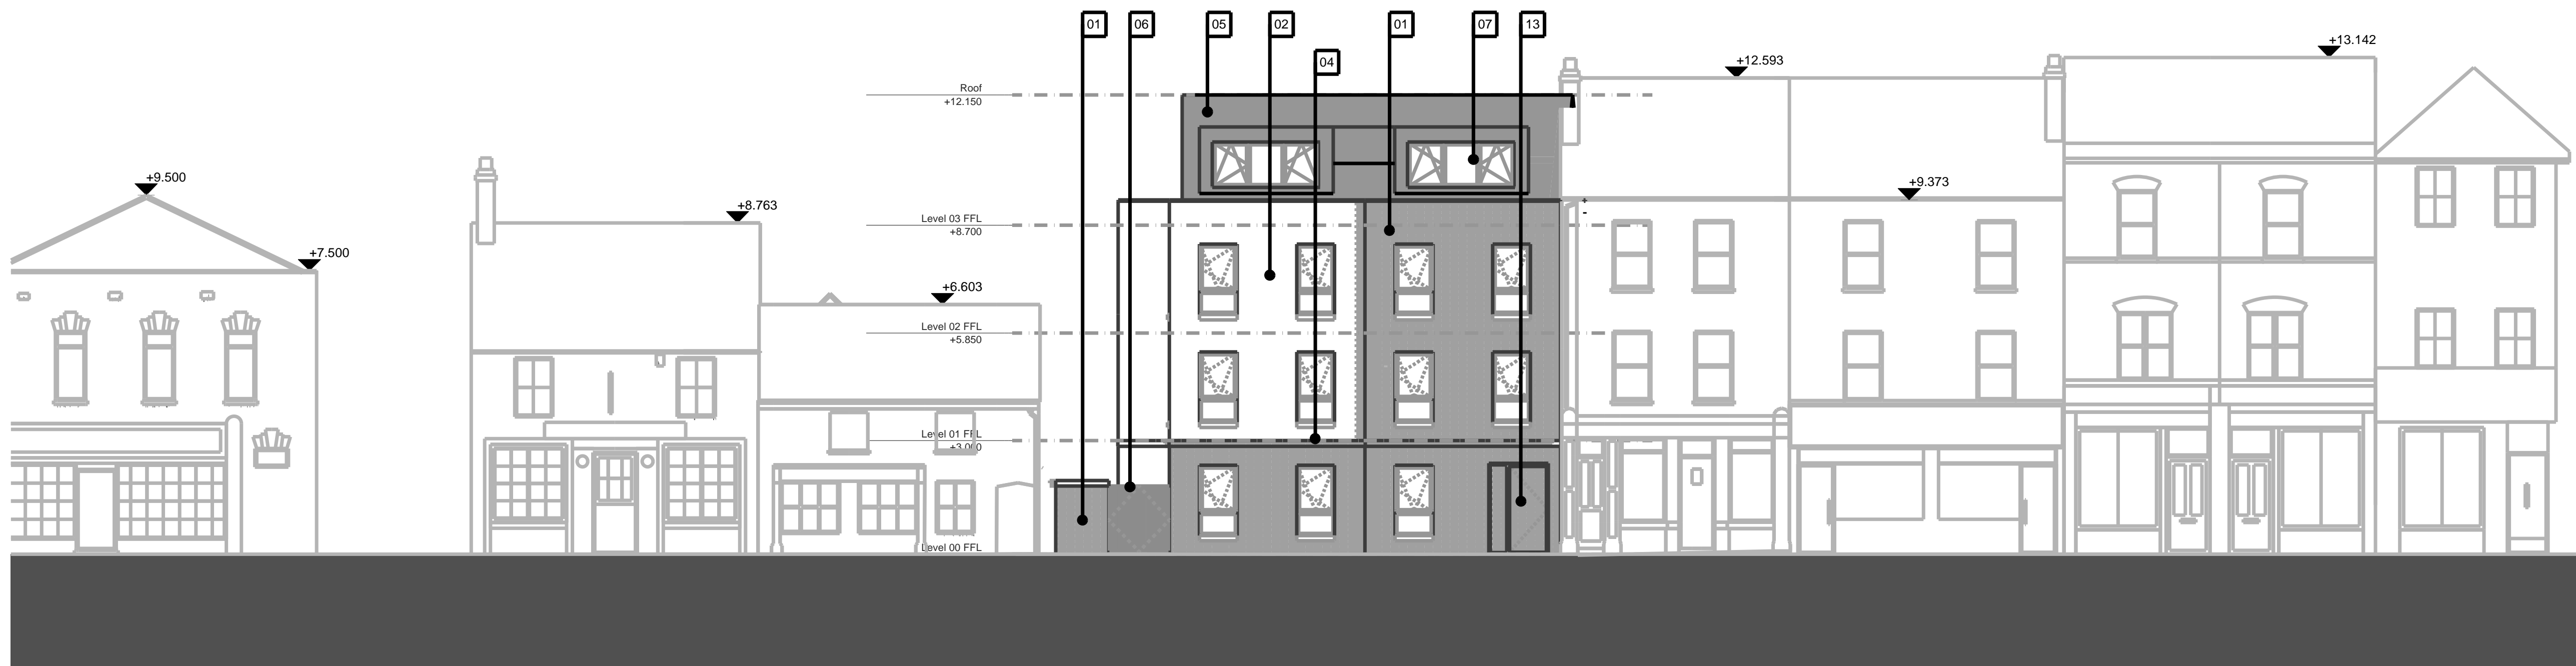 01 06 05 02 01 07 13
04
+13.142
+12.593
Roof
+12.150
+9.500
+9.373
+8.763
Level 03 FFL
+8.700
+7.500
+6.603
Level 02 FFL
+5.850
Level 01 FFL
+3.000
Level 00 FFL